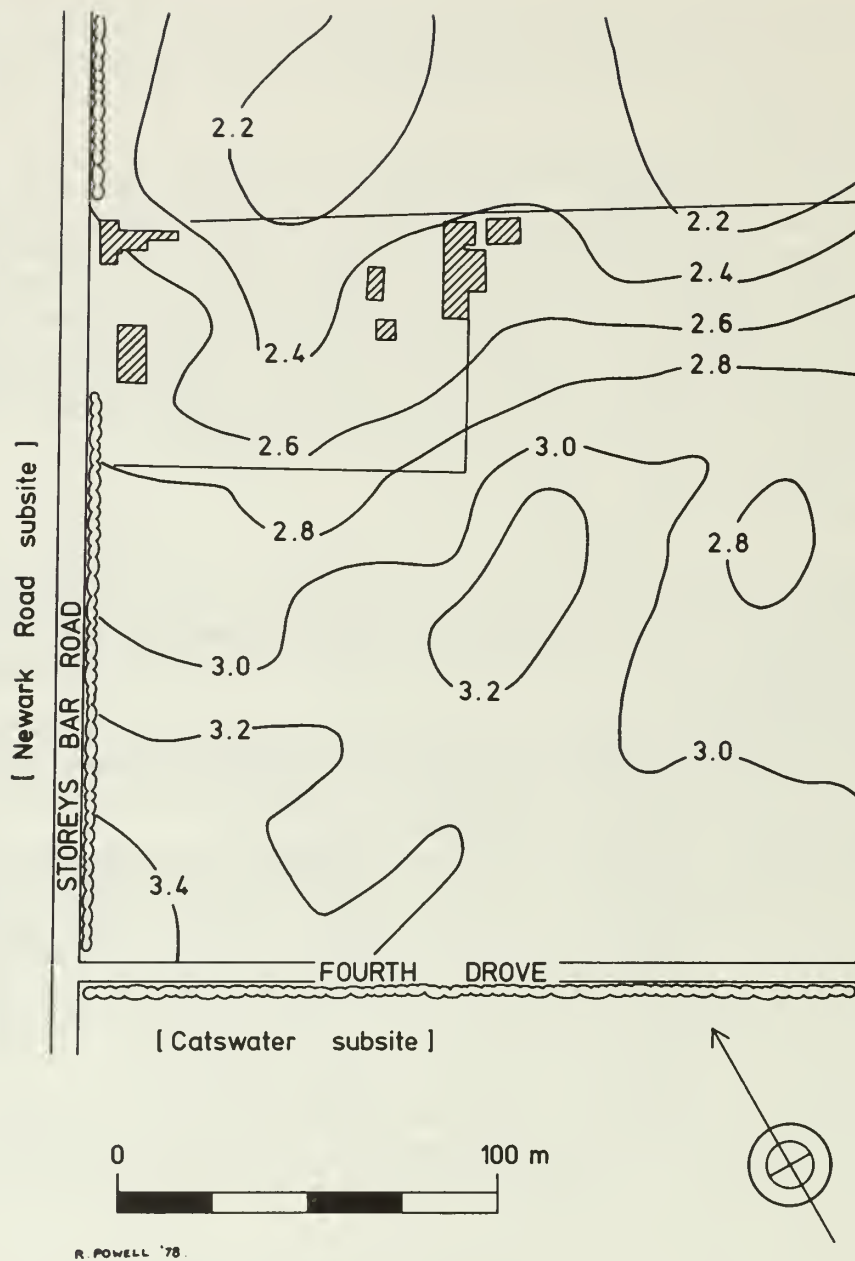 2.2
2.2
2.4
2.4
2.6
2.8
2.6
3.0
2.8
2.8
[ Newark Road subsite ]
STOREYS BAR ROAD
3.0
3.2
3.2
3.0
3.4
FOURTH DROVE
[ Catswater subsite ]
0 100 m
R. POWELL '78.